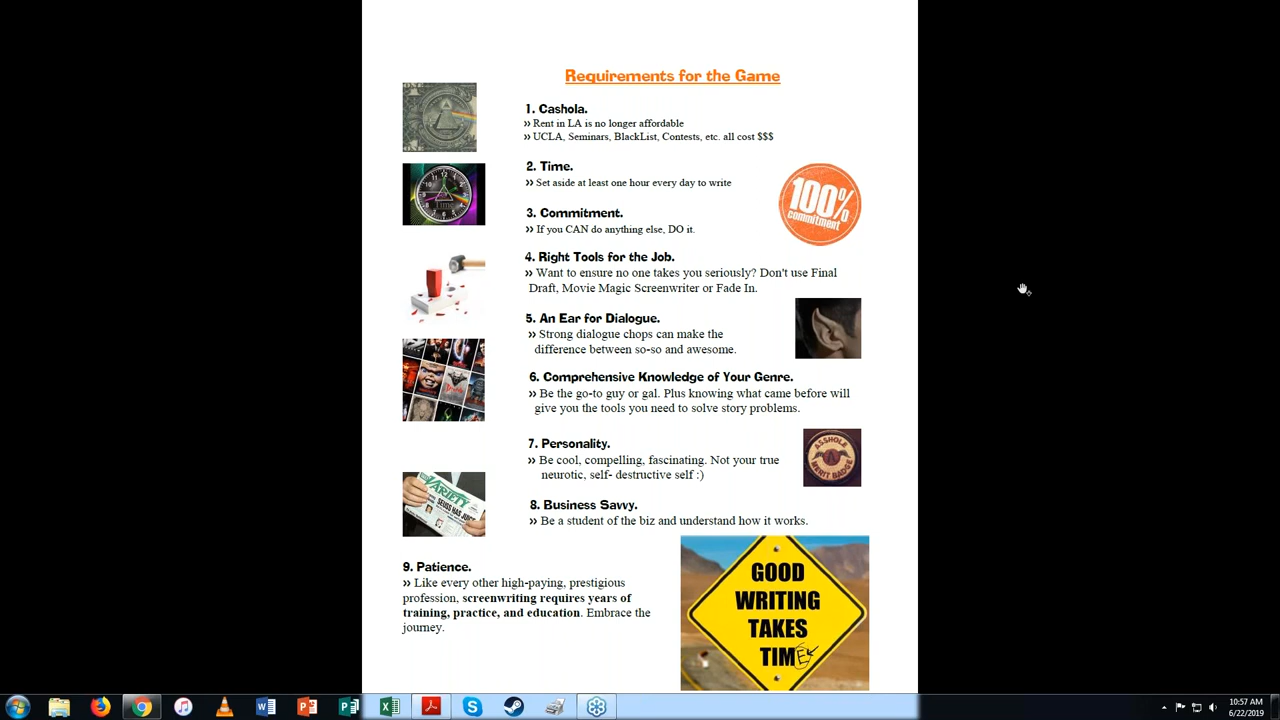 Requirements for the Game
1. Cashola.
›› Rent in LA is no longer affordable
›› UCLA, Seminars, BlackList, Contests, etc. all cost $$$
2. Time.
›› Set aside at least one hour every day to write
100%
commitment
3. Commitment.
›› If you CAN do anything else, DO it.
4. Right Tools for the Job.
›› Want to ensure no one takes you seriously? Don't use Final
Draft, Movie Magic Screenwriter or Fade In.
5. An Ear for Dialogue.
›› Strong dialogue chops can make the
difference between so-so and awesome.
6. Comprehensive Knowledge of Your Genre.
›› Be the go-to guy or gal. Plus knowing what came before will
give you the tools you need to solve story problems.
7. Personality.
›› Be cool, compelling, fascinating. Not your true
neurotic, self- destructive self :)
ASSHOLE
MERIT BADGE
VARIETY
8. Business Savvy.
›› Be a student of the biz and understand how it works.
9. Patience.
›› Like every other high-paying, prestigious
profession, screenwriting requires years of
training, practice, and education. Embrace the
journey.
GOOD
WRITING
TAKES
TIME
10:57 AM
6/22/2019